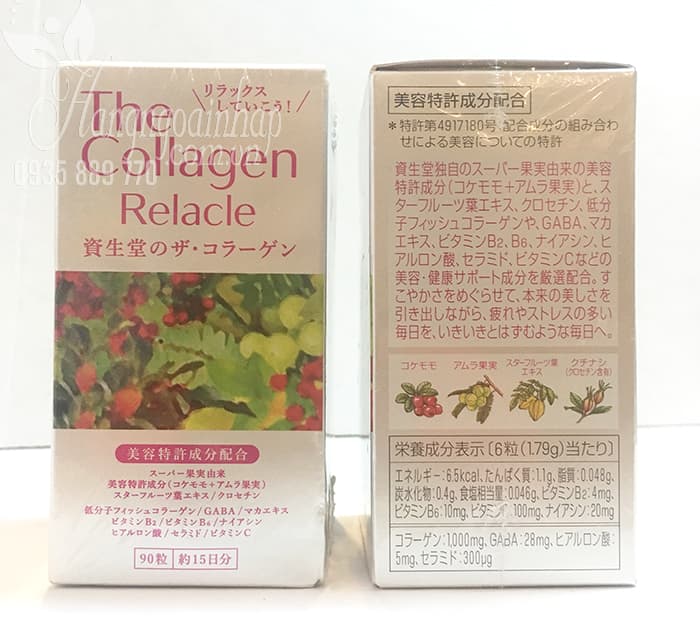 リラックス
していこう!
The
Collagen
Relacle
資生堂のザ・コラーゲン
Hangngoainhap
.com.vn
0935 889 770
美容特許成分配合
スーパー果実由来
美容特許成分(コケモモ+アムラ果実)
スターフルーツ葉エキス/クロセチン
低分子フィッシュコラーゲン/GABA/マカエキス
ビタミンB2/ビタミンB6/ナイアシン
ヒアルロン酸/セラミド/ビタミンC
90粒 約15日分
美容特許成分配合
*特許第4917180号 配合成分の組み合わ
せによる美容についての特許
資生堂独自のスーパー果実由来の美容
特許成分(コケモモ+アムラ果実)と、ス
ターフルーツ葉エキス、クロセチン、低分
子フィッシュコラーゲンや、GABA、マカ
エキス、ビタミンB2、B6、ナイアシン、ヒ
アルロン酸、セラミド、ビタミンCなどの
美容・健康サポート成分を厳選配合。す
こやかさをめぐらせて、本来の美しさを
引き出しながら、疲れやストレスの多い
毎日を、いきいきとはずむような毎日へ。
コケモモ アムラ果実 スターフルーツ葉エキス クチナシ(クロセチン含有)
栄養成分表示〔6粒(1.79g)当たり〕
エネルギー:6.5kcal、たんぱく質:1.1g、脂質:0.048g、
炭水化物:0.4g、食塩相当量:0.046g、ビタミンB2:4mg、
ビタミンB6:10mg、ビタミン 100mg、ナイアシン:20mg
コラーゲン:1,000mg、GABA:28mg、ヒアルロン酸:
5mg、セラミド:300μg